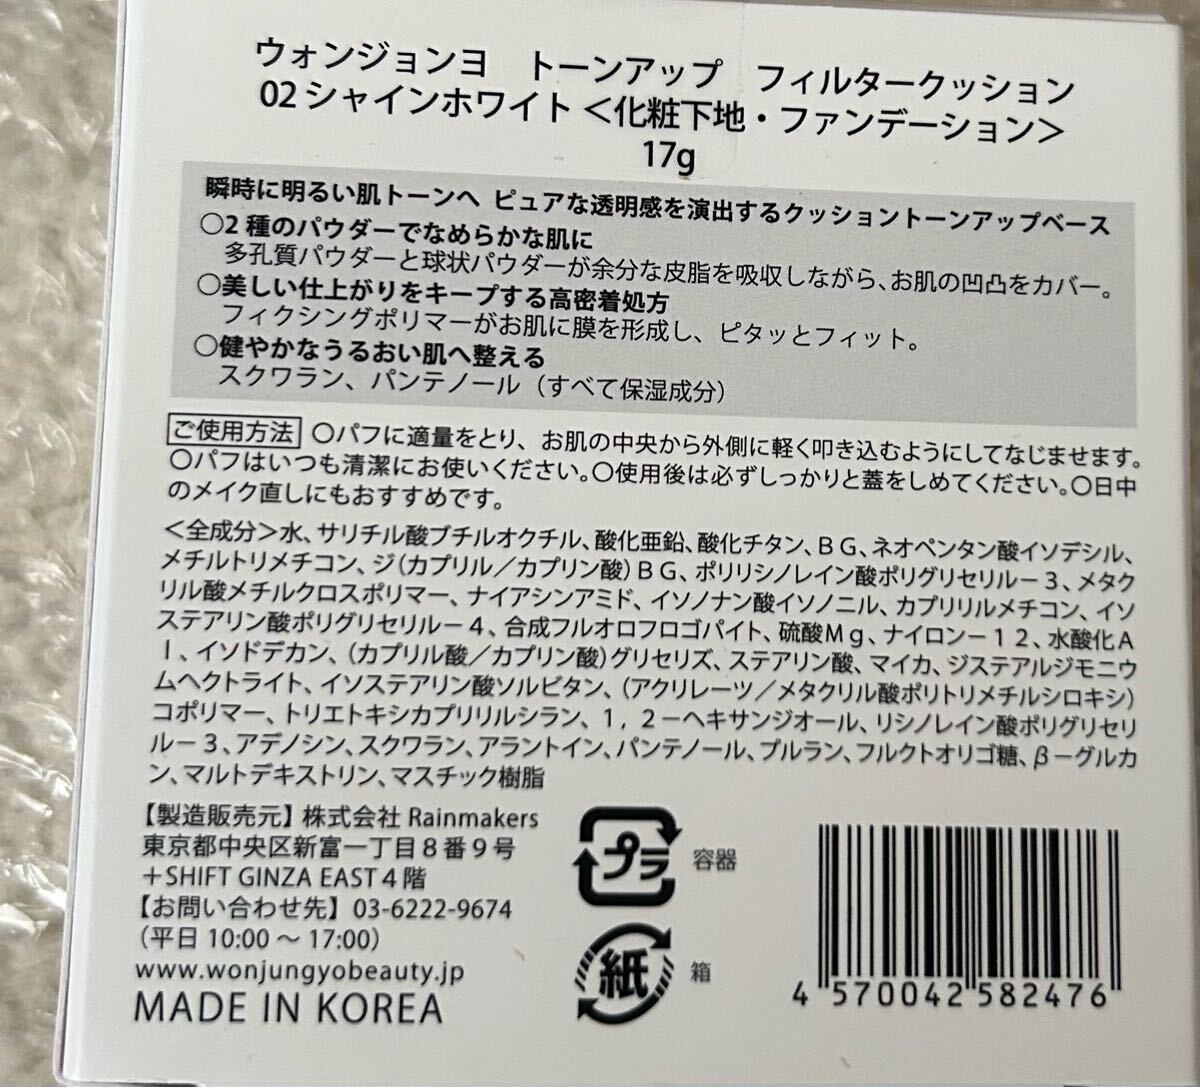 ウォンジョンヨ　トーンアップ　フィルタークッション
02 シャインホワイト＜化粧下地・ファンデーション＞
17g
瞬時に明るい肌トーンへ ピュアな透明感を演出するクッショントーンアップベース
○2 種のパウダーでなめらかな肌に
多孔質パウダーと球状パウダーが余分な皮脂を吸収しながら、お肌の凹凸をカバー。
○美しい仕上がりをキープする高密着処方
フィクシングポリマーがお肌に膜を形成し、ピタッとフィット。
○健やかなうるおい肌へ整える
スクワラン、パンテノール（すべて保湿成分）
ご使用方法 ○パフに適量をとり、お肌の中央から外側に軽く叩き込むようにしてなじませます。
○パフはいつも清潔にお使いください。○使用後は必ずしっかりと蓋をしめてください。○日中
のメイク直しにもおすすめです。
＜全成分＞水、サリチル酸ブチルオクチル、酸化亜鉛、酸化チタン、ＢＧ、ネオペンタン酸イソデシル、
メチルトリメチコン、ジ（カプリル／カプリン酸）ＢＧ、ポリリシノレイン酸ポリグリセリル－３、メタク
リル酸メチルクロスポリマー、ナイアシンアミド、イソノナン酸イソノニル、カプリリルメチコン、イソ
ステアリン酸ポリグリセリル－４、合成フルオロフロゴパイト、硫酸Ｍｇ、ナイロン－１２、水酸化Ａ
ｌ、イソドデカン、（カプリル酸／カプリン酸）グリセリズ、ステアリン酸、マイカ、ジステアルジモニウ
ムヘクトライト、イソステアリン酸ソルビタン、（アクリレーツ／メタクリル酸ポリトリメチルシロキシ）
コポリマー、トリエトキシカプリリルシラン、１，２－ヘキサンジオール、リシノレイン酸ポリグリセリ
ル－３、アデノシン、スクワラン、アラントイン、パンテノール、プルラン、フルクトオリゴ糖、β－グルカ
ン、マルトデキストリン、マスチック樹脂
【製造販売元】株式会社 Rainmakers
東京都中央区新富一丁目８番９号
＋SHIFT GINZA EAST４階
【お問い合わせ先】03-6222-9674
（平日 10:00 ～ 17:00）
www.wonjungyobeauty.jp
MADE IN KOREA
プラ 容器
紙 箱
4 570042 582476